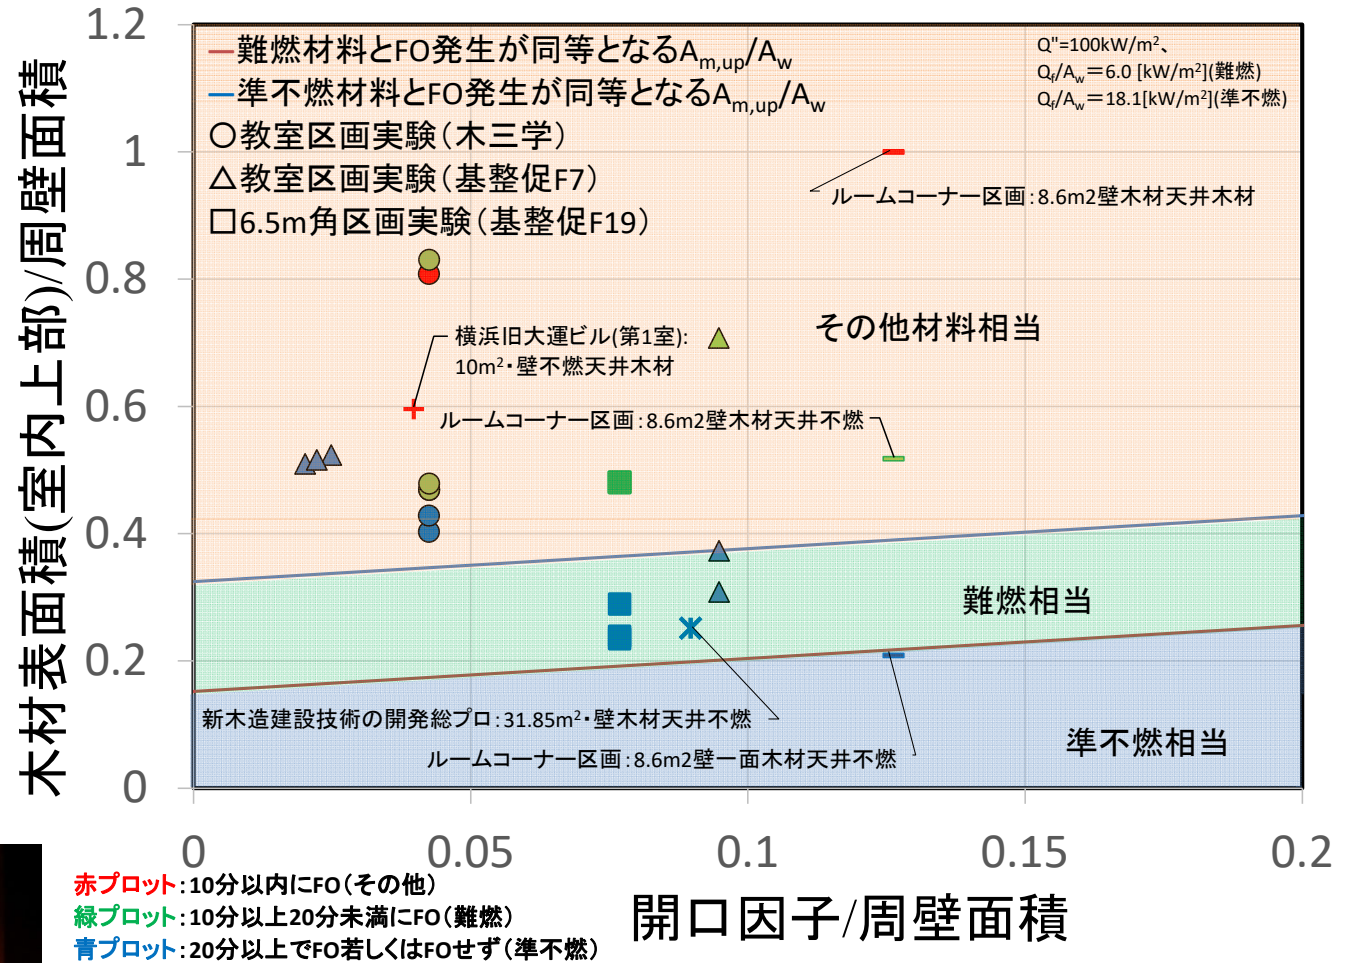 木材表面積(室内上部)/周壁面積
1.2
1
0.8
0.6
0.4
0.2
0
難燃材料とFO発生が同等となるAm,up/Aw
準不燃材料とFO発生が同等となるAm,up/Aw
教室区画実験(木三学)
教室区画実験(基整促F7)
6.5m角区画実験(基整促F19)
Q"=100kW/m²、
Qf/Aw=6.0 [kW/m²](難燃)
Qf/Aw=18.1[kW/m²](準不燃)
ルームコーナー区画:8.6m2壁木材天井木材
その他材料相当
横浜旧大運ビル(第1室):
10m²・壁不燃天井木材
ルームコーナー区画:8.6m2壁木材天井不燃
難燃相当
新木造建設技術の開発総プロ:31.85m²・壁木材天井不燃
準不燃相当
ルームコーナー区画:8.6m2壁一面木材天井不燃
0 0.05 0.1 0.15 0.2
開口因子/周壁面積
赤プロット:10分以内にFO(その他)
緑プロット:10分以上20分未満にFO(難燃)
青プロット:20分以上でFO若しくはFOせず(準不燃)